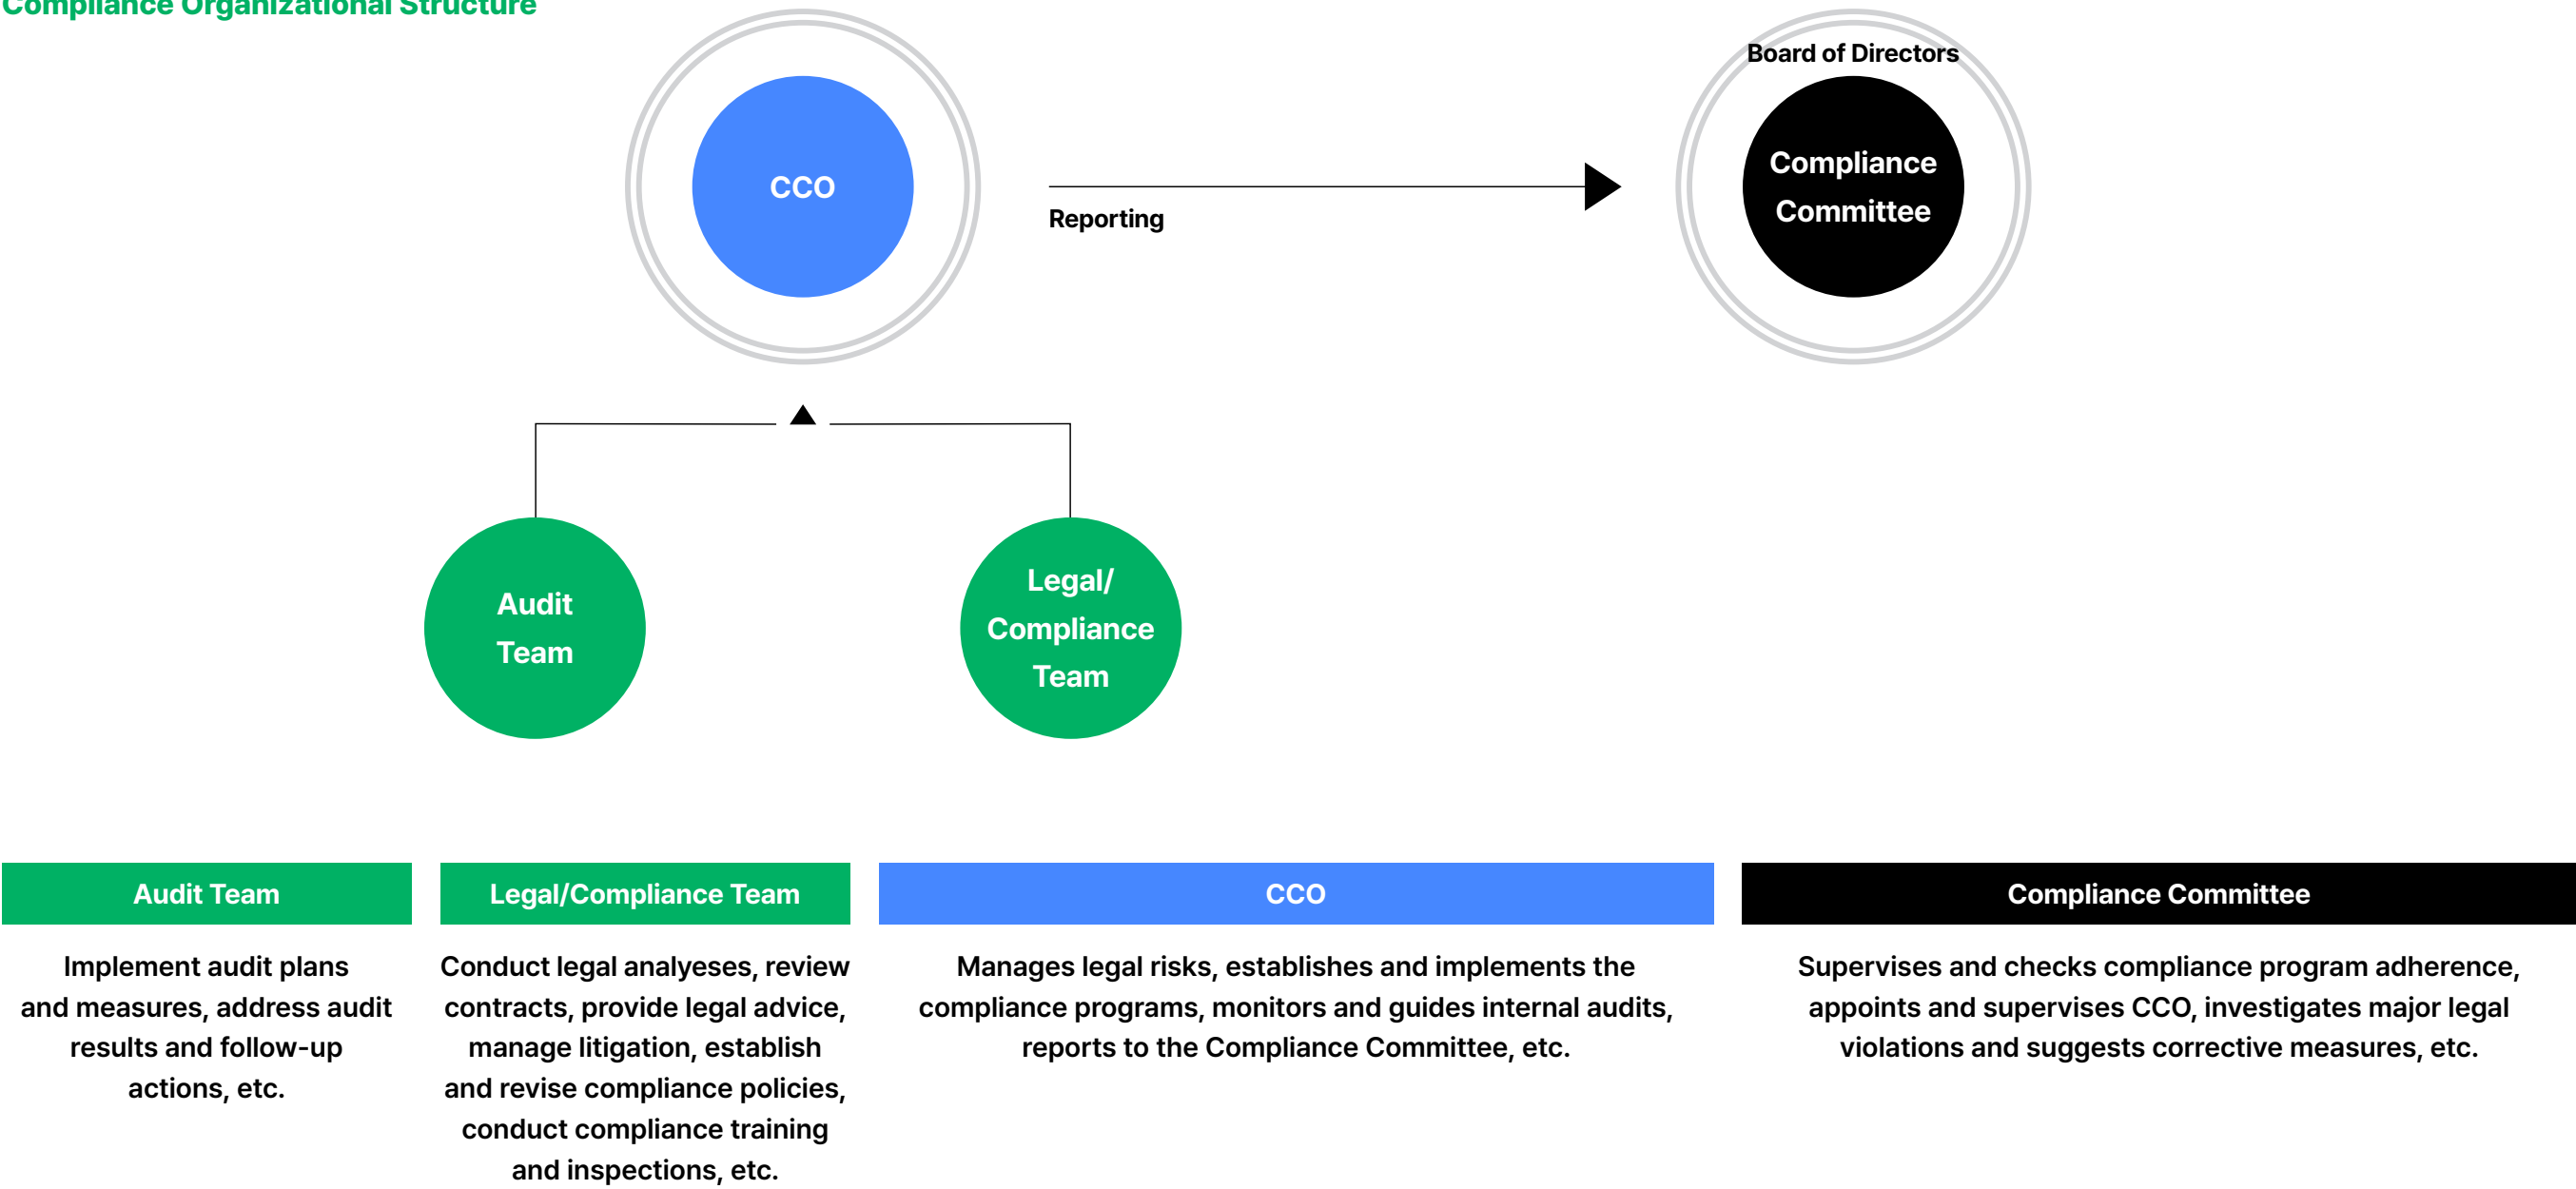 Compliance Organizational Structure
CCO
Reporting
Board of Directors
Compliance
Committee
Audit
Team
Legal/
Compliance
Team
Audit Team
Implement audit plans
and measures, address audit
results and follow-up
actions, etc.
Legal/Compliance Team
Conduct legal analyeses, review
contracts, provide legal advice,
manage litigation, establish
and revise compliance policies,
conduct compliance training
and inspections, etc.
CCO
Manages legal risks, establishes and implements the
compliance programs, monitors and guides internal audits,
reports to the Compliance Committee, etc.
Compliance Committee
Supervises and checks compliance program adherence,
appoints and supervises CCO, investigates major legal
violations and suggests corrective measures, etc.